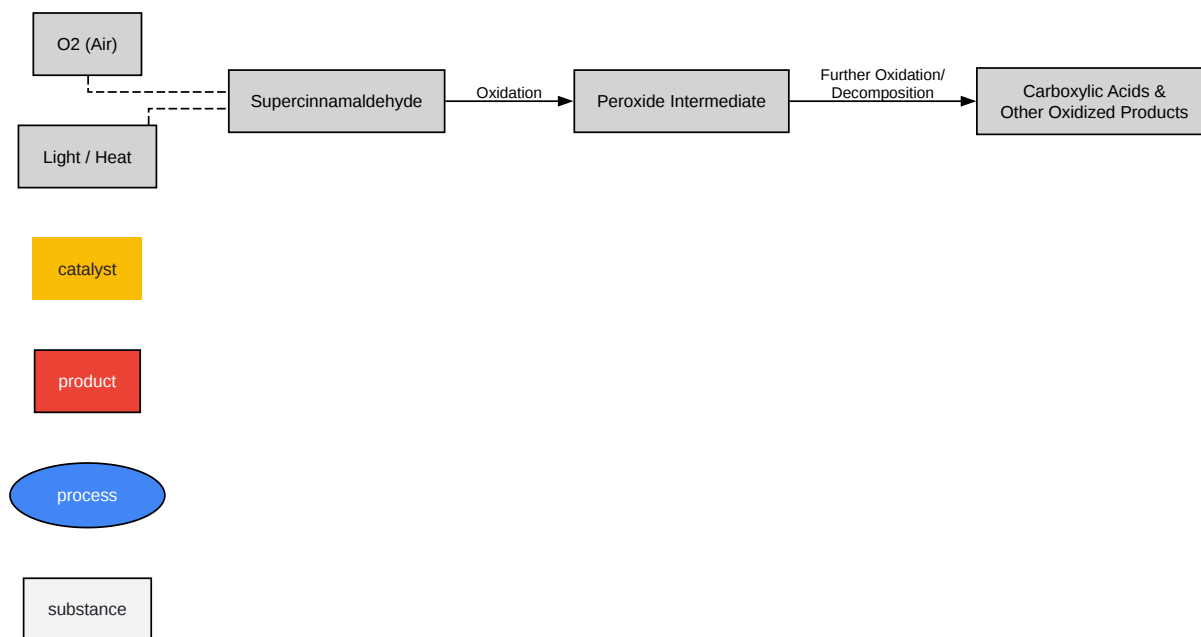 O2 (Air)
Light / Heat
Supercinnamaldehyde
Oxidation
Peroxide Intermediate
Further Oxidation/
Decomposition
Carboxylic Acids &
Other Oxidized Products
catalyst
product
process
substance